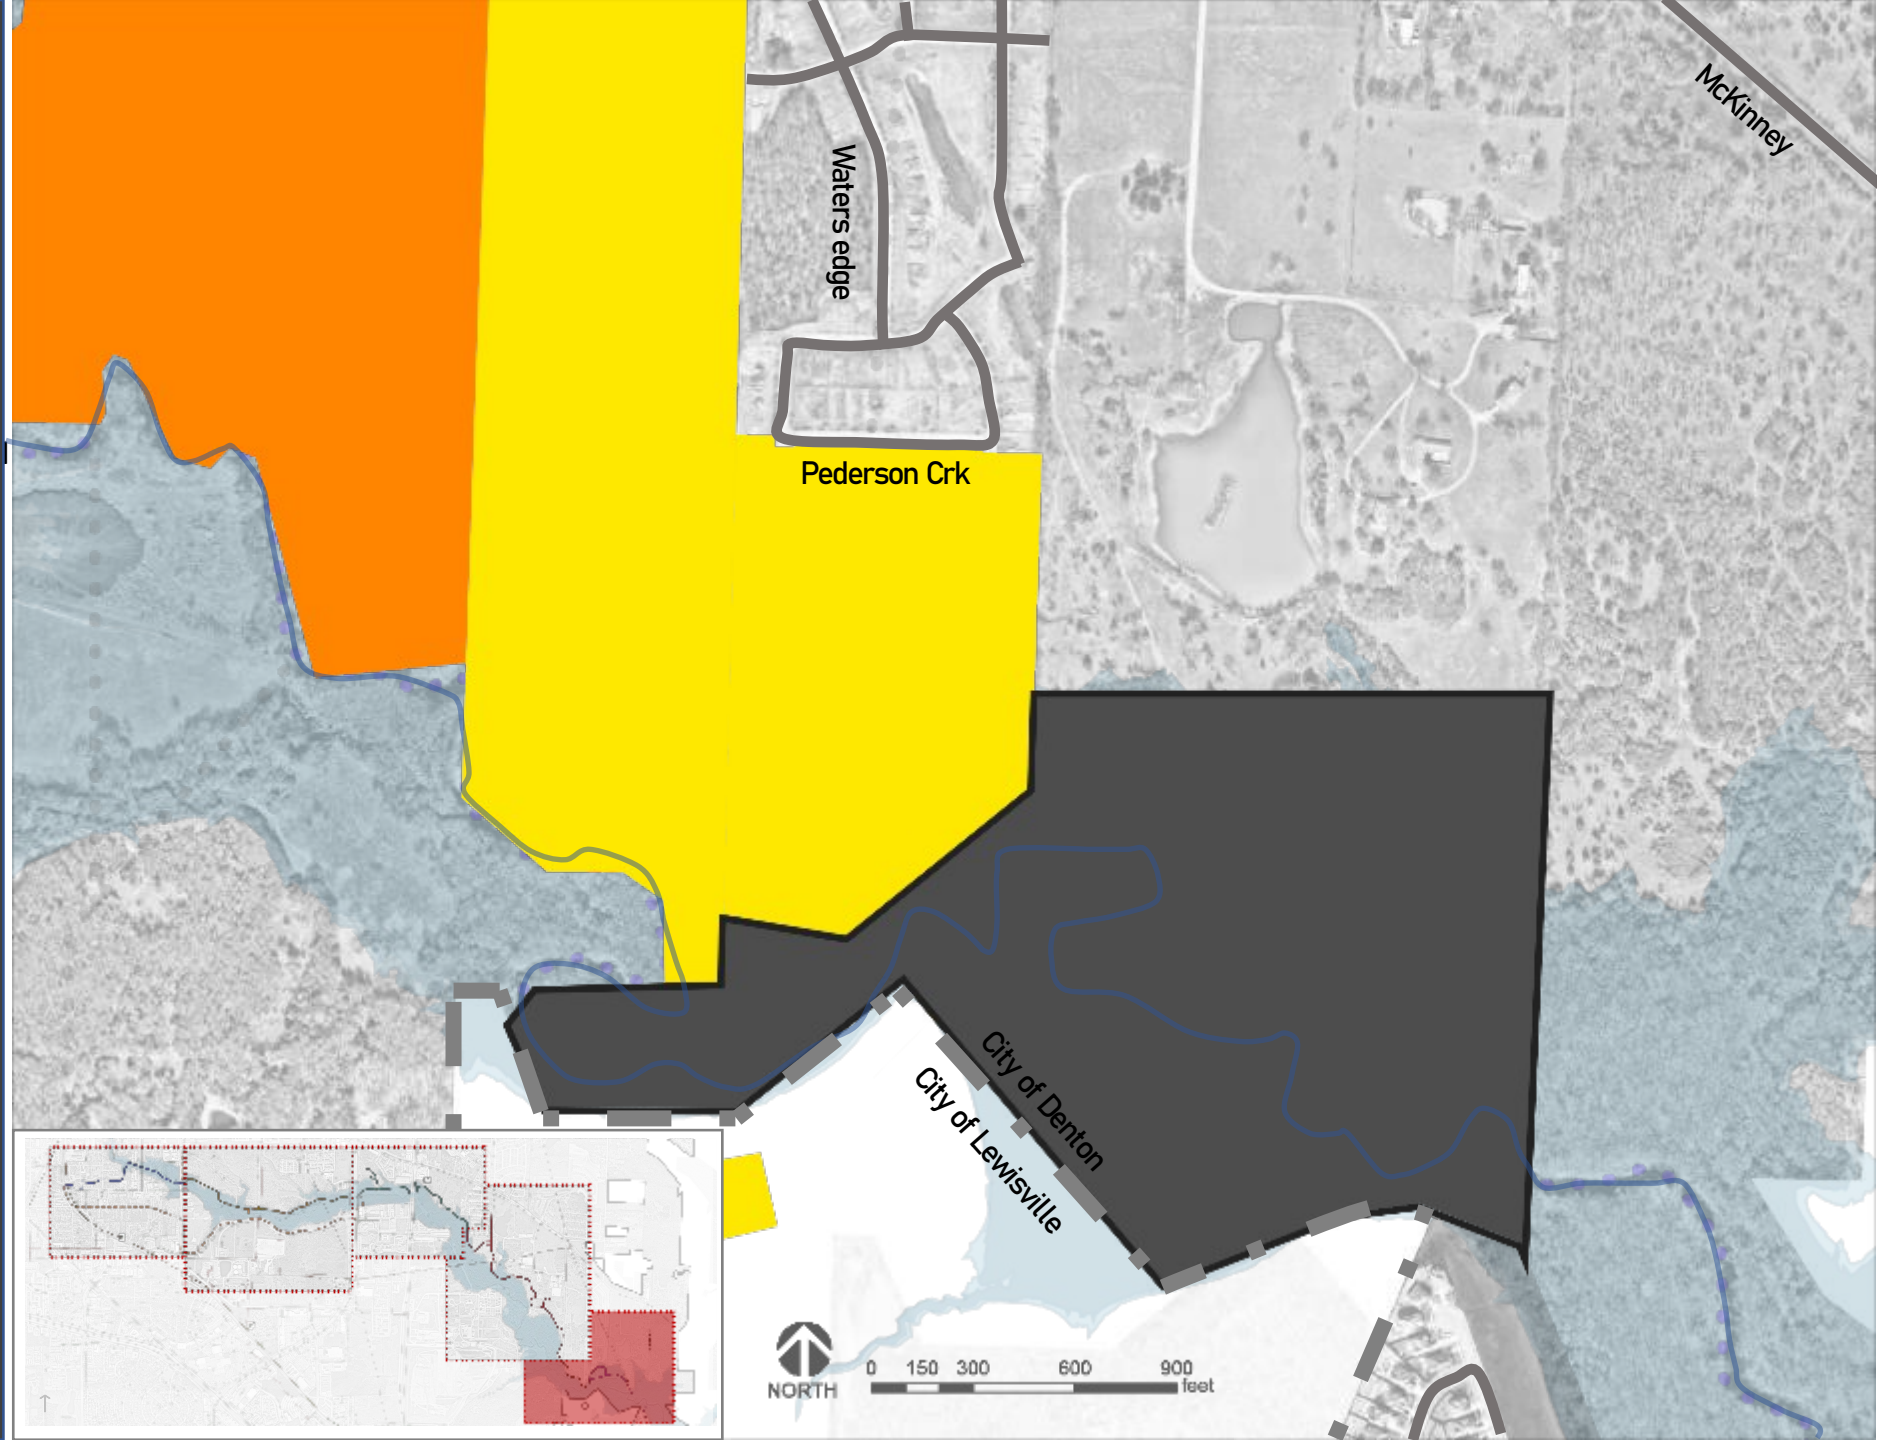 McKinney
Waters edge
Pederson Crk
City of Denton
City of Lewisville
NORTH
0 150 300 600 900
feet